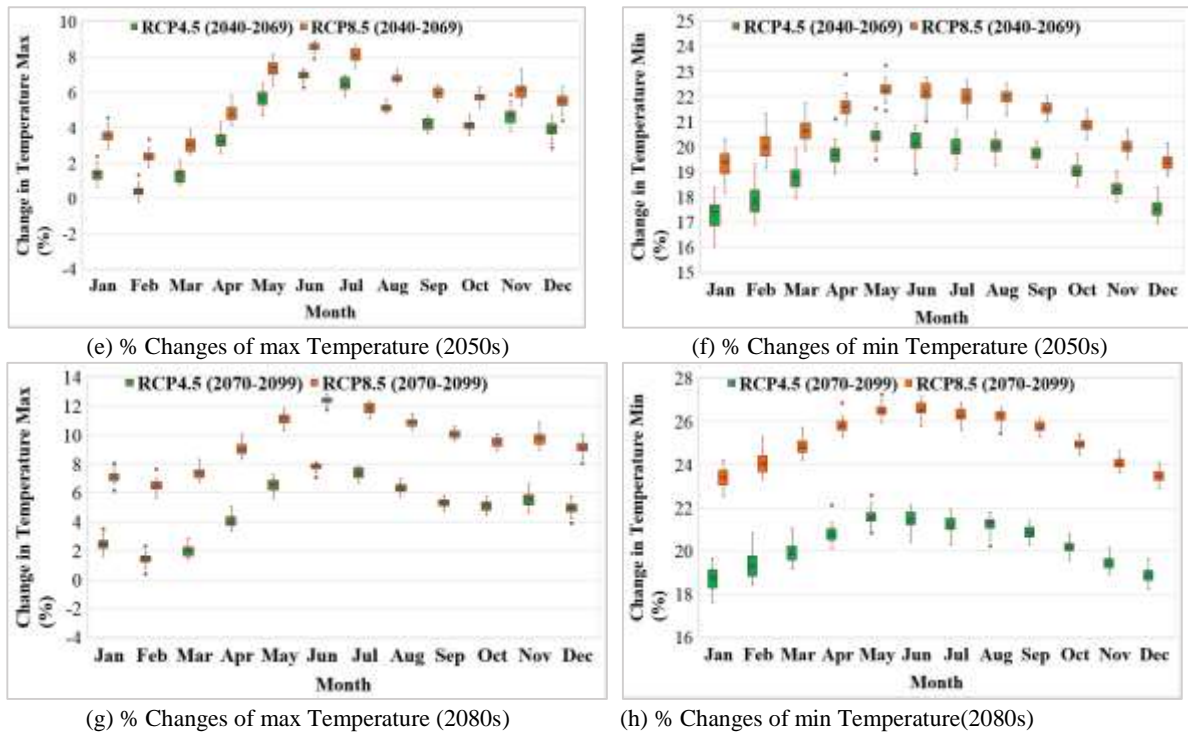 RCP4.5 (2040-2069) RCP8.5 (2040-2069)
Change in Temperature Max
(%)
10
8
6
4
2
0
-2
-4
Jan Feb Mar Apr May Jun Jul Aug Sep Oct Nov Dec
Month
(e) % Changes of max Temperature (2050s)
RCP4.5 (2040-2069) RCP8.5 (2040-2069)
Change in Temperature Min
(%)
25
24
23
22
21
20
19
18
17
16
15
Jan Feb Mar Apr May Jun Jul Aug Sep Oct Nov Dec
Month
(f) % Changes of min Temperature (2050s)
RCP4.5 (2070-2099) RCP8.5 (2070-2099)
Change in Temperature Max
(%)
14
12
10
8
6
4
2
0
-2
-4
Jan Feb Mar Apr May Jun Jul Aug Sep Oct Nov Dec
Month
(g) % Changes of max Temperature (2080s)
RCP4.5 (2070-2099) RCP8.5 (2070-2099)
Change in Temperature Min
(%)
28
26
24
22
20
18
16
Jan Feb Mar Apr May Jun Jul Aug Sep Oct Nov Dec
Month
(h) % Changes of min Temperature(2080s)